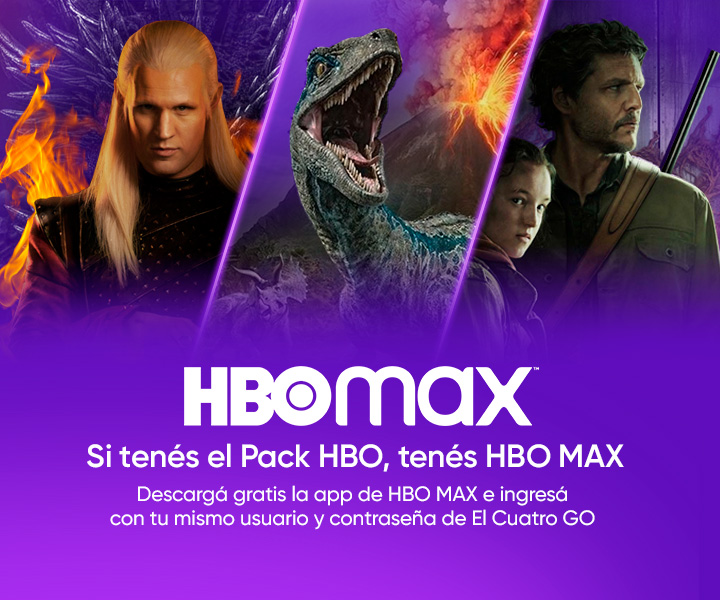 HBOMAX™
Si tenés el Pack HBO, tenés HBO MAX
Descargá gratis la app de HBO MAX e ingresá
con tu mismo usuario y contraseña de El Cuatro GO